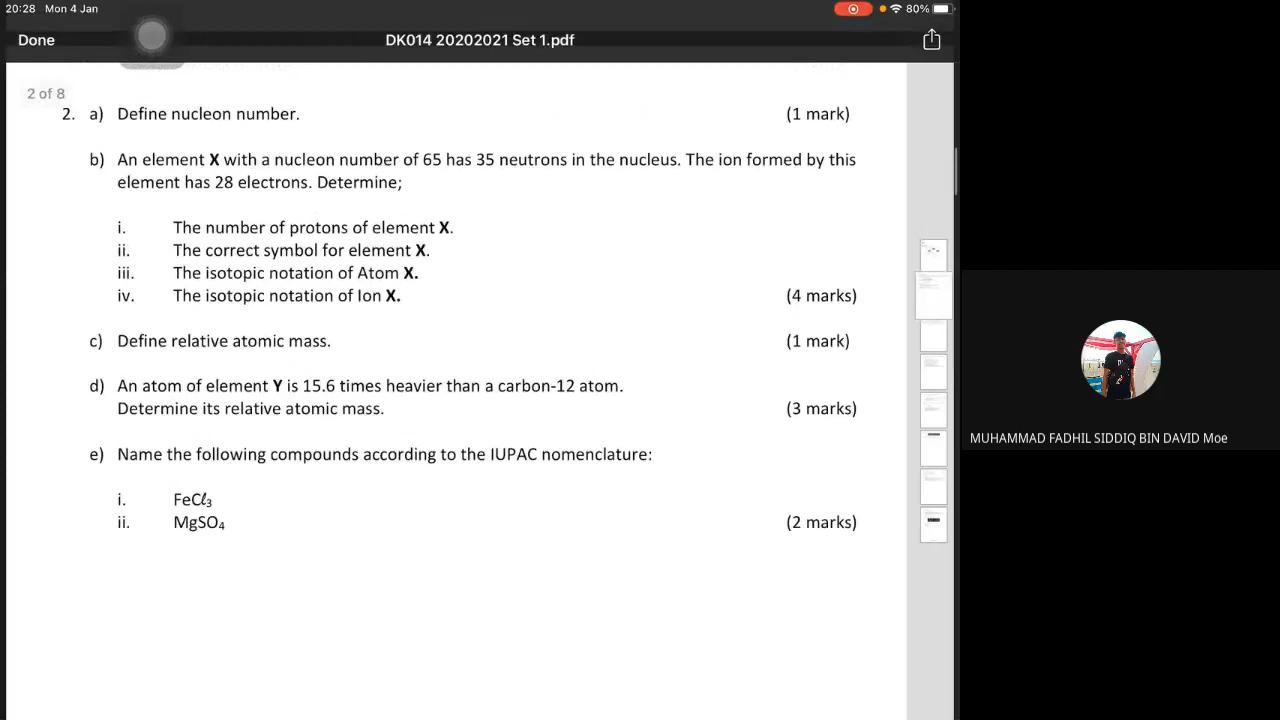 20:28 Mon 4 Jan
80%
Done
DK014 20202021 Set 1.pdf
2 of 8
2. a) Define nucleon number. (1 mark)
b) An element X with a nucleon number of 65 has 35 neutrons in the nucleus. The ion formed by this
element has 28 electrons. Determine;
i. The number of protons of element X.
ii. The correct symbol for element X.
iii. The isotopic notation of Atom X.
iv. The isotopic notation of Ion X. (4 marks)
c) Define relative atomic mass. (1 mark)
d) An atom of element Y is 15.6 times heavier than a carbon-12 atom.
Determine its relative atomic mass. (3 marks)
e) Name the following compounds according to the IUPAC nomenclature:
i. FeCℓ₃
ii. MgSO₄ (2 marks)
MUHAMMAD FADHIL SIDDIQ BIN DAVID Moe